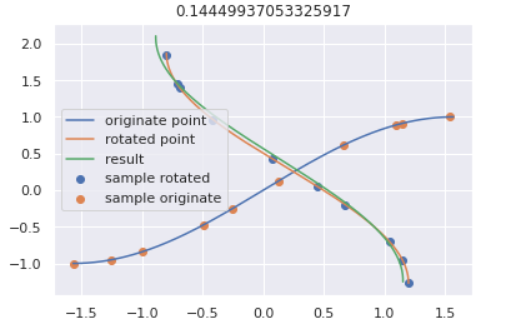 0.14449937053325917
2.0
1.5
1.0
0.5
0.0
−0.5
−1.0
originate point
rotated point
result
sample rotated
sample originate
−1.5 −1.0 −0.5 0.0 0.5 1.0 1.5